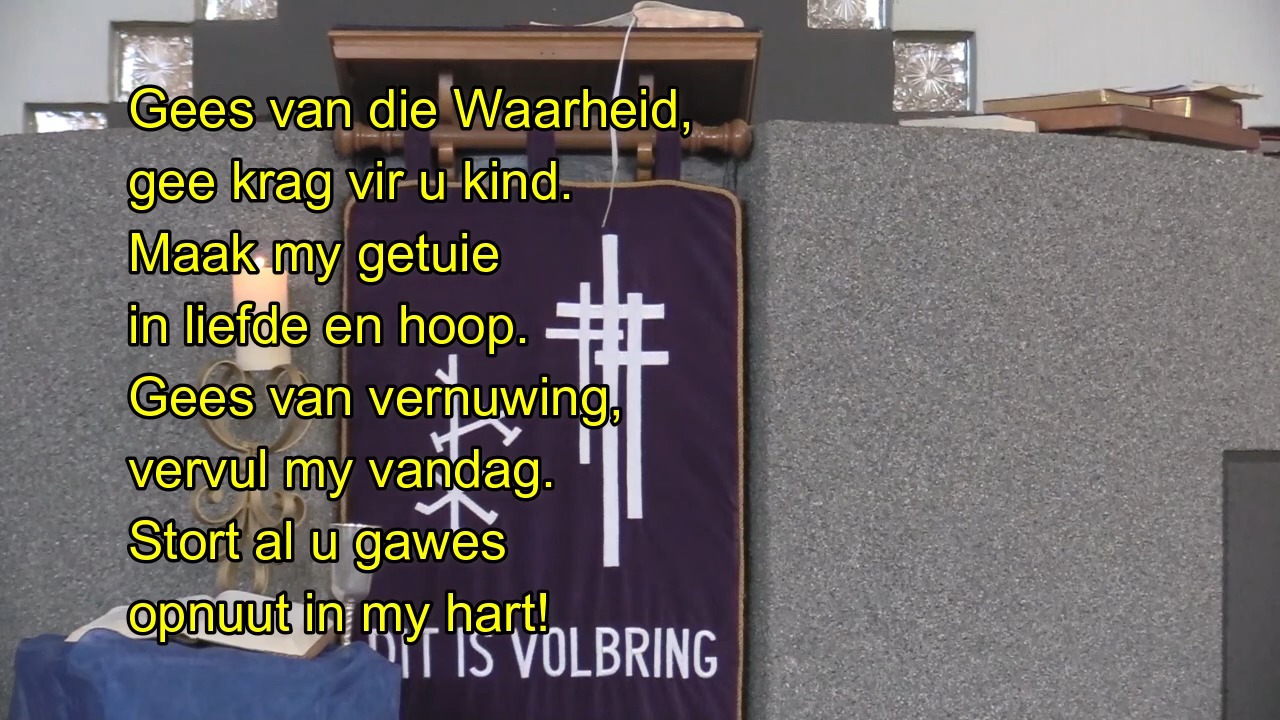 Gees van die Waarheid,
gee krag vir u kind.
Maak my getuie
in liefde en hoop.
Gees van vernuwing,
vervul my vandag.
Stort al u gawes
opnuut in my hart!
DIT IS VOLBRING